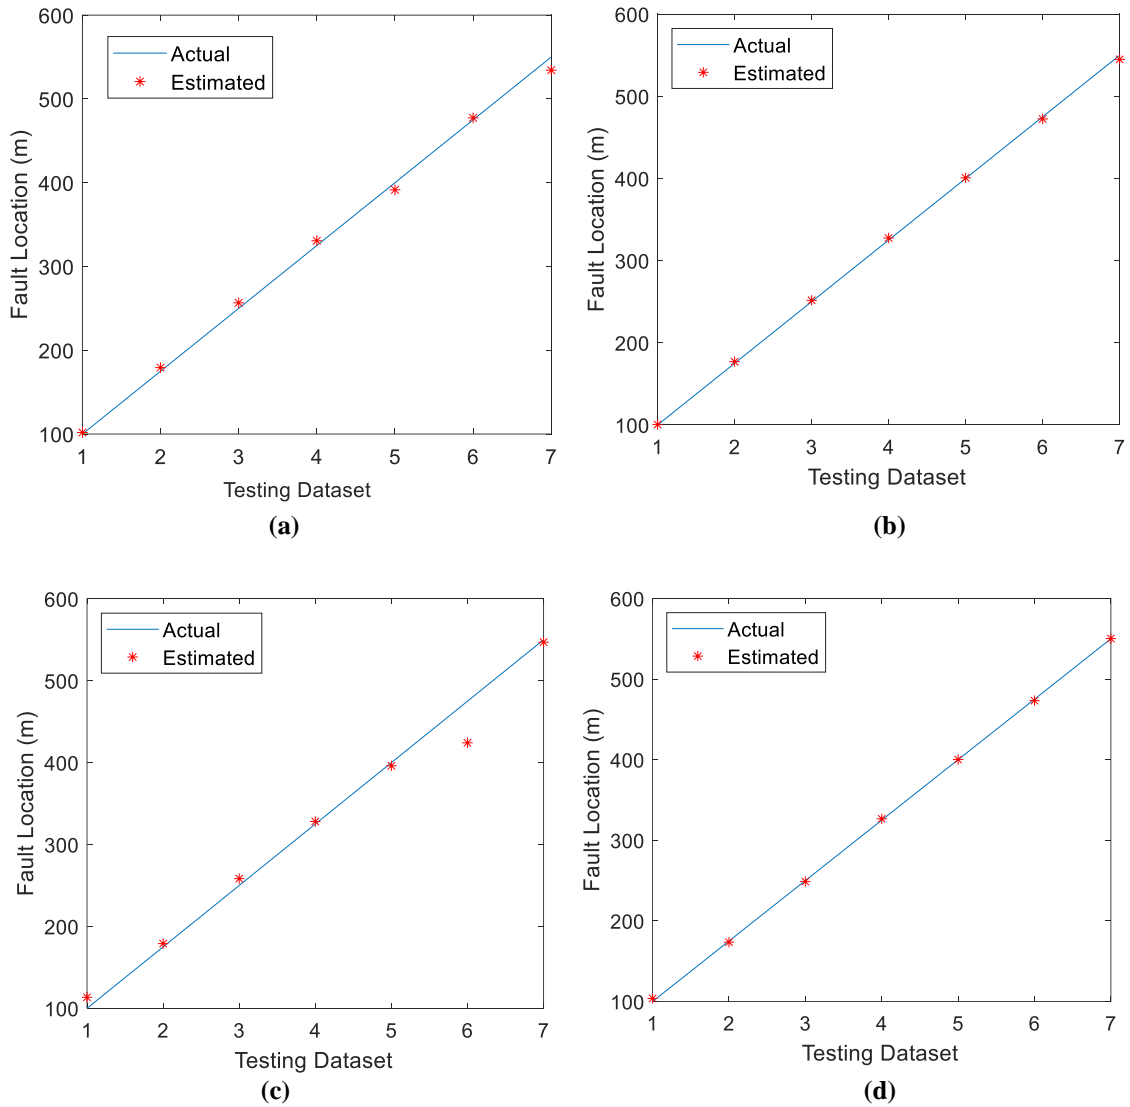 600
500
400
300
200
100
Fault Location (m)
Actual
Estimated
1 2 3 4 5 6 7
Testing Dataset
(a)
600
500
400
300
200
100
Fault Location (m)
Actual
Estimated
1 2 3 4 5 6 7
Testing Dataset
(b)
600
500
400
300
200
100
Fault Location (m)
Actual
Estimated
1 2 3 4 5 6 7
Testing Dataset
(c)
600
500
400
300
200
100
Fault Location (m)
Actual
Estimated
1 2 3 4 5 6 7
Testing Dataset
(d)